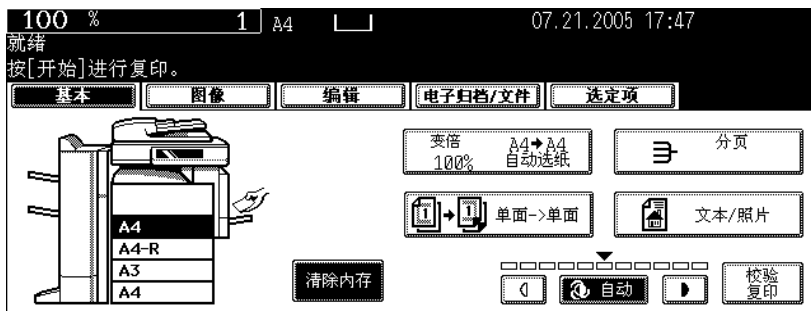 100 % 1 A4 07.21.2005 17:47
就绪
按[开始]进行复印。
基本 图像 编辑 电子归档/文件 选定项
变倍 A4→A4
100% 自动选纸
分页
1 → 1 单面->单面
文本/照片
A4
A4-R
A3
A4
清除内存
自动
校验
复印